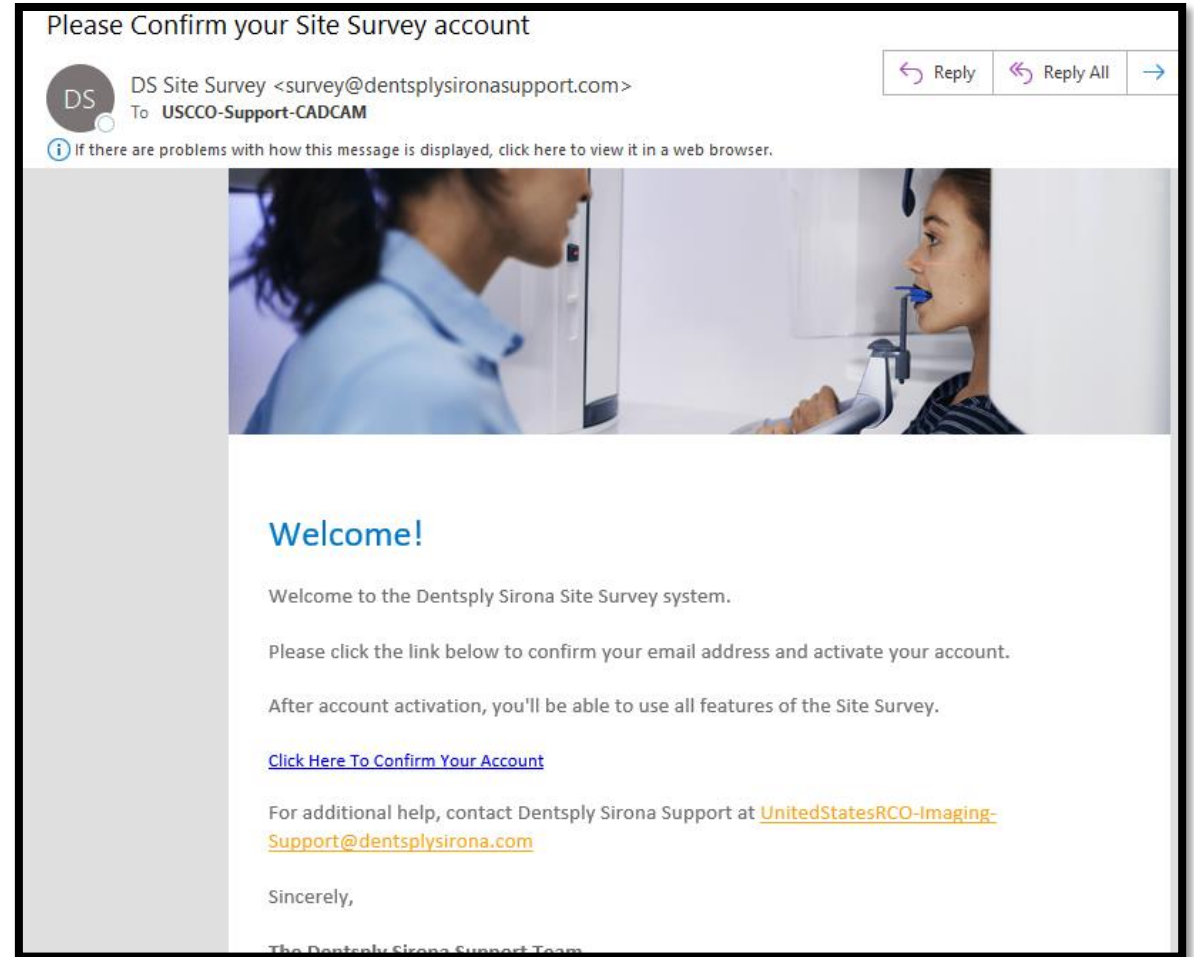 Please Confirm your Site Survey account
DS
DS Site Survey <survey@dentsplysironasupport.com>
To USCCO-Support-CADCAM
Reply
Reply All
If there are problems with how this message is displayed, click here to view it in a web browser.
Welcome!
Welcome to the Dentsply Sirona Site Survey system.
Please click the link below to confirm your email address and activate your account.
After account activation, you'll be able to use all features of the Site Survey.
Click Here To Confirm Your Account
For additional help, contact Dentsply Sirona Support at UnitedStatesRCO-Imaging-
Support@dentsplysirona.com
Sincerely,
The Dentsply Sirona Support Team